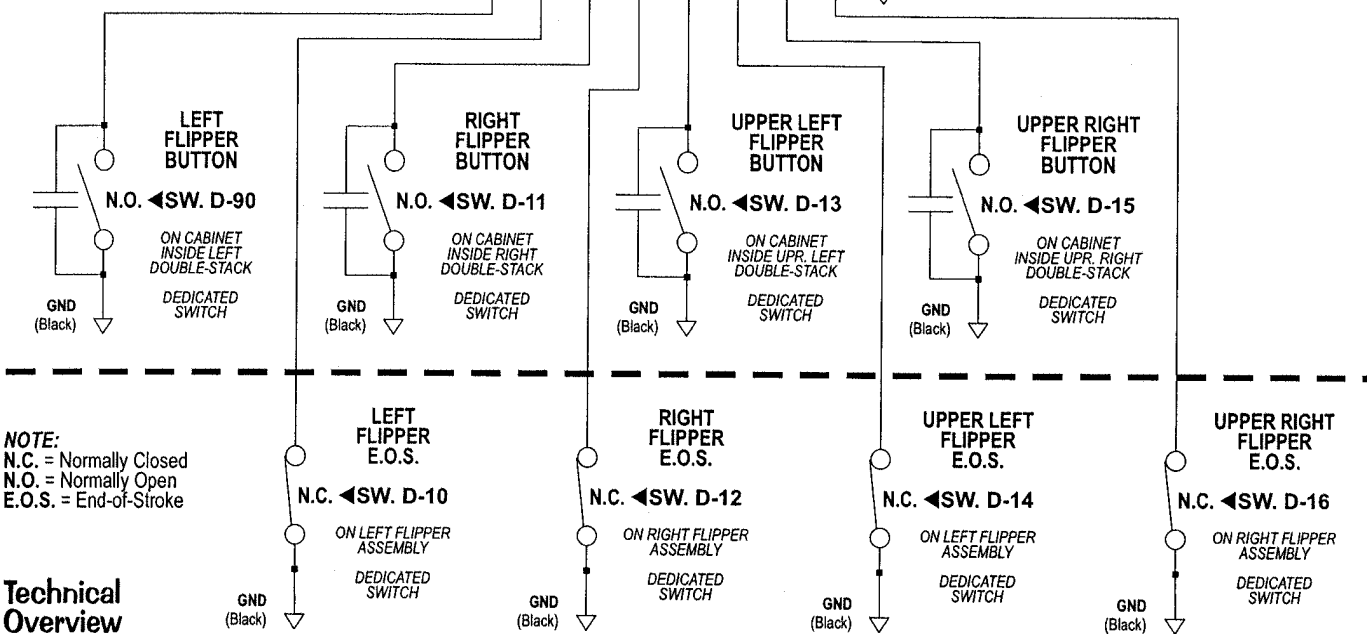 LEFT
FLIPPER
BUTTON
N.O. ◀SW. D-90
ON CABINET
INSIDE LEFT
DOUBLE-STACK
DEDICATED
SWITCH
GND
(Black)
RIGHT
FLIPPER
BUTTON
N.O. ◀SW. D-11
ON CABINET
INSIDE RIGHT
DOUBLE-STACK
DEDICATED
SWITCH
GND
(Black)
UPPER LEFT
FLIPPER
BUTTON
N.O. ◀SW. D-13
ON CABINET
INSIDE UPR. LEFT
DOUBLE-STACK
DEDICATED
SWITCH
GND
(Black)
UPPER RIGHT
FLIPPER
BUTTON
N.O. ◀SW. D-15
ON CABINET
INSIDE UPR. RIGHT
DOUBLE-STACK
DEDICATED
SWITCH
GND
(Black)
NOTE:
N.C. = Normally Closed
N.O. = Normally Open
E.O.S. = End-of-Stroke
Technical
Overview
LEFT
FLIPPER
E.O.S.
N.C. ◀SW. D-10
ON LEFT FLIPPER
ASSEMBLY
DEDICATED
SWITCH
GND
(Black)
RIGHT
FLIPPER
E.O.S.
N.C. ◀SW. D-12
ON RIGHT FLIPPER
ASSEMBLY
DEDICATED
SWITCH
GND
(Black)
UPPER LEFT
FLIPPER
E.O.S.
N.C. ◀SW. D-14
ON LEFT FLIPPER
ASSEMBLY
DEDICATED
SWITCH
GND
(Black)
UPPER RIGHT
FLIPPER
E.O.S.
N.C. ◀SW. D-16
ON RIGHT FLIPPER
ASSEMBLY
DEDICATED
SWITCH
GND
(Black)